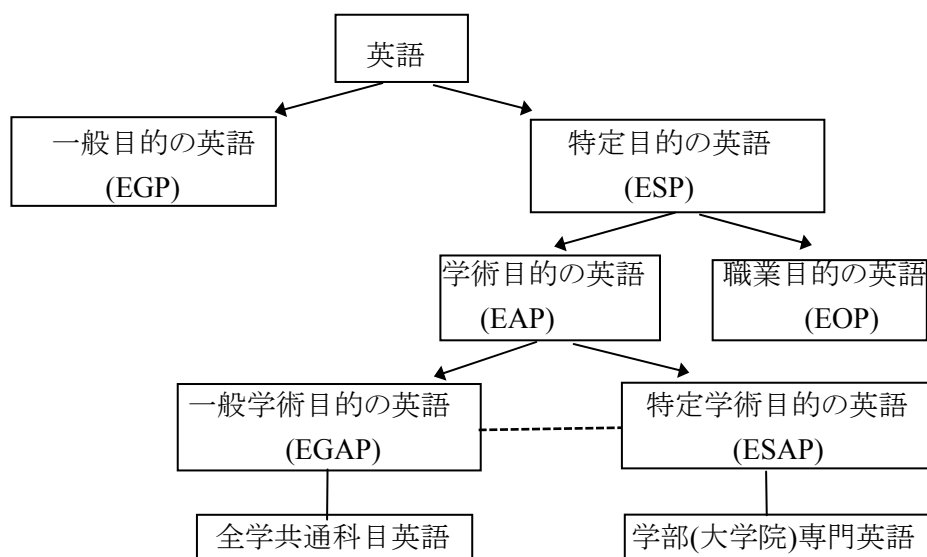 英語
一般目的の英語
(EGP)
特定目的の英語
(ESP)
学術目的の英語
(EAP)
職業目的の英語
(EOP)
一般学術目的の英語
(EGAP)
特定学術目的の英語
(ESAP)
全学共通科目英語
学部(大学院)専門英語